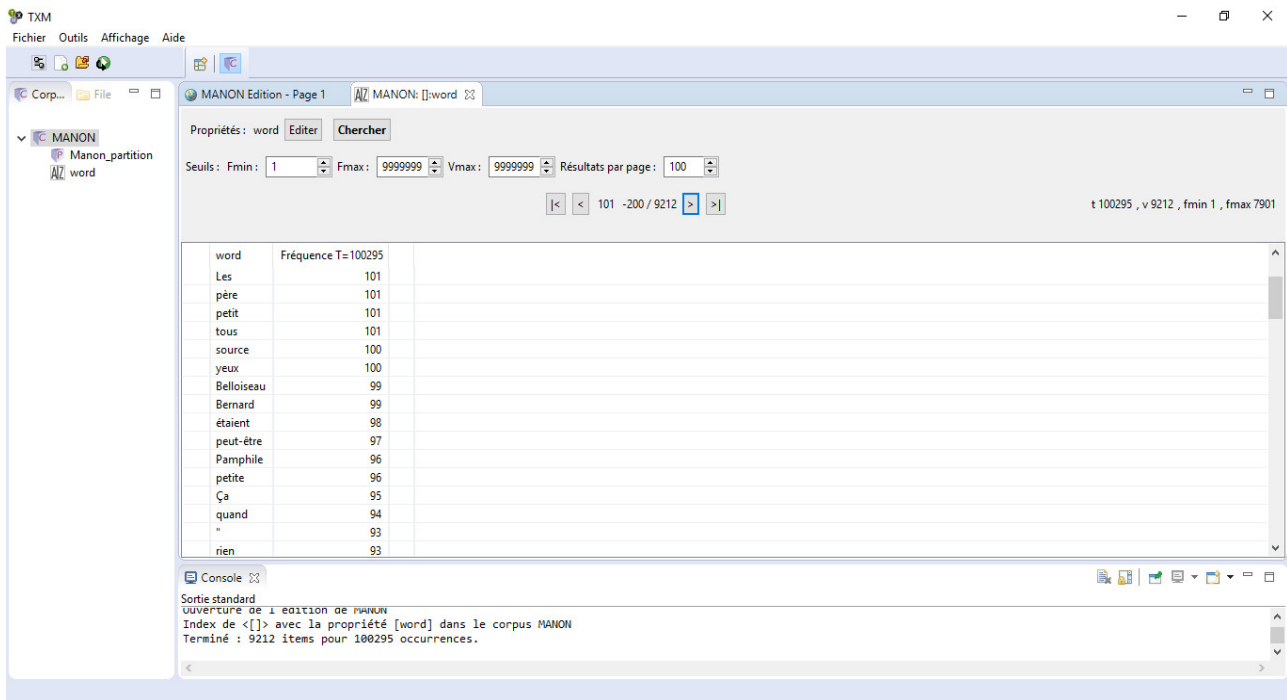 TXM
Fichier Outils Affichage Aide
Corp... File
MANON Edition - Page 1 MANON: []:word
MANON
Manon_partition
word
Propriétés : word Editer Chercher
Seuils : Fmin : 1 Fmax : 9999999 Vmax : 9999999 Résultats par page : 100
|< < 101 -200 / 9212 > >| t 100295 , v 9212 , fmin 1 , fmax 7901
word Fréquence T=100295
Les 101
père 101
petit 101
tous 101
source 100
yeux 100
Belloiseau 99
Bernard 99
étaient 98
peut-être 97
Pamphile 96
petite 96
Ça 95
quand 94
" 93
rien 93
Console
Sortie standard
Ouverture de l'édition de MANON
Index de <[]> avec la propriété [word] dans le corpus MANON
Terminé : 9212 items pour 100295 occurrences.